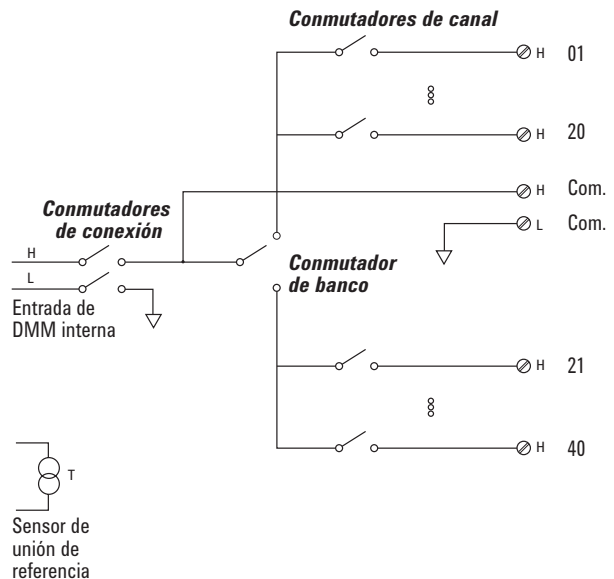 Conmutadores de canal
H 01
H 20
H Com.
L Com.
Conmutadores
de conexión
H
L
Entrada de
DMM interna
Conmutador
de banco
H 21
H 40
T
Sensor de
unión de
referencia